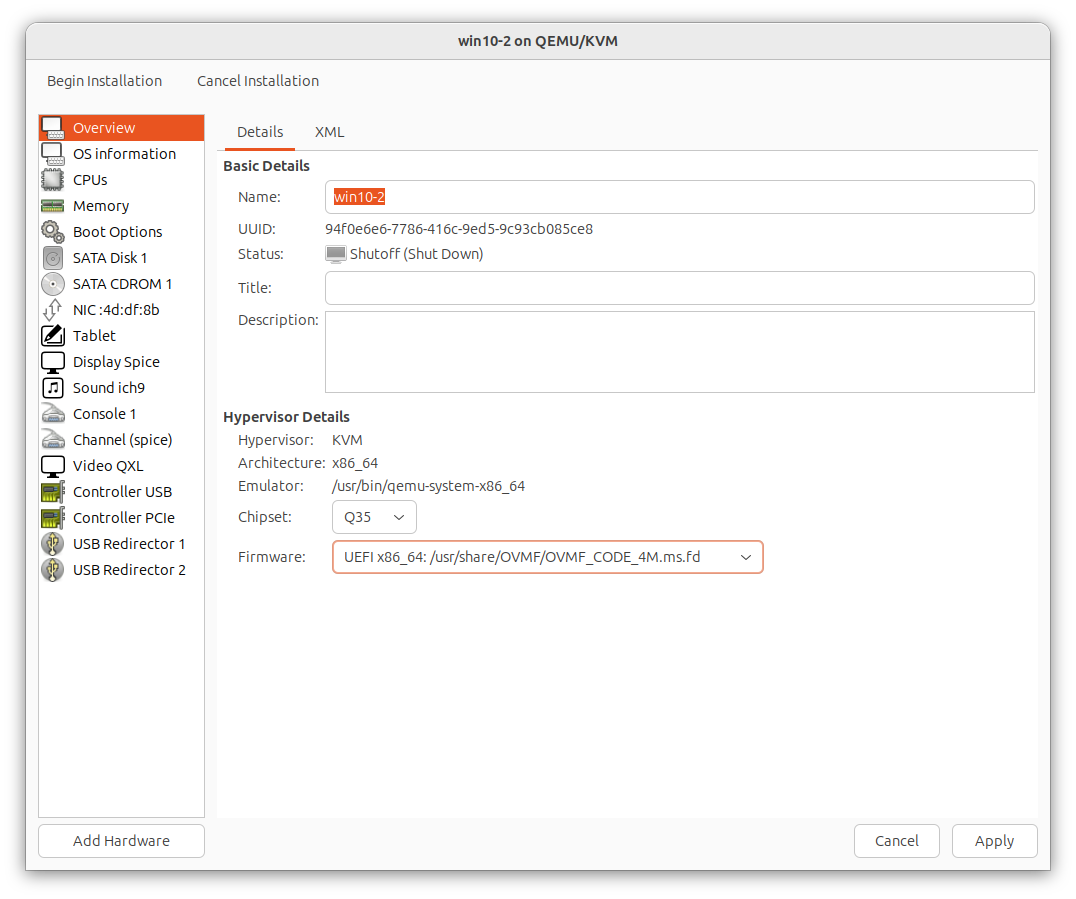 win10-2 on QEMU/KVM
Begin Installation Cancel Installation
Overview
OS information
CPUs
Memory
Boot Options
SATA Disk 1
SATA CDROM 1
NIC :4d:df:8b
Tablet
Display Spice
Sound ich9
Console 1
Channel (spice)
Video QXL
Controller USB
Controller PCIe
USB Redirector 1
USB Redirector 2
Add Hardware
Details XML
Basic Details
Name: win10-2
UUID: 94f0e6e6-7786-416c-9ed5-9c93cb085ce8
Status: Shutoff (Shut Down)
Title:
Description:
Hypervisor Details
Hypervisor: KVM
Architecture: x86_64
Emulator: /usr/bin/qemu-system-x86_64
Chipset: Q35
Firmware: UEFI x86_64: /usr/share/OVMF/OVMF_CODE_4M.ms.fd
Cancel Apply